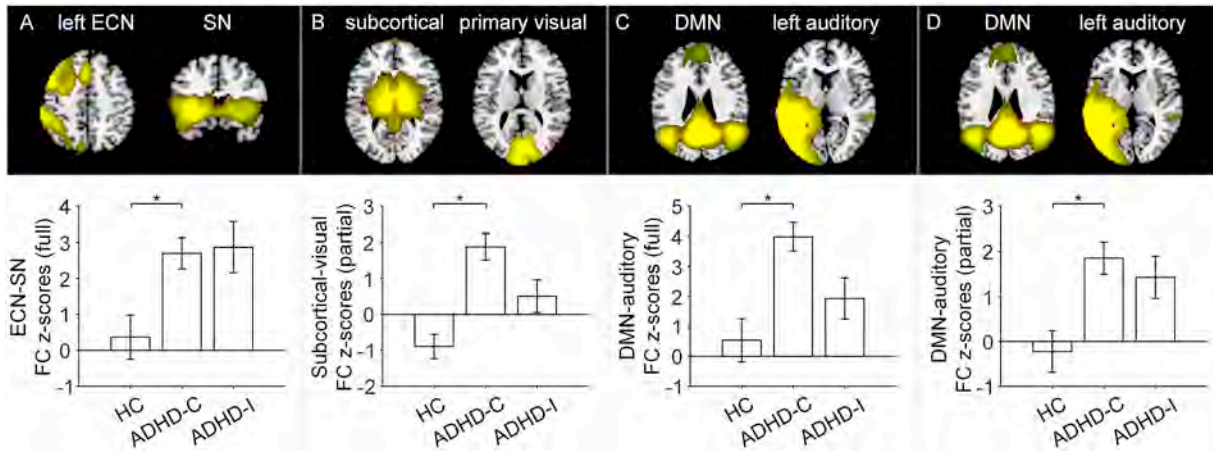 A left ECN SN
B subcortical primary visual
C DMN left auditory
D DMN left auditory
ECN-SN
FC z-scores (full)
4
3
2
1
0
−1
*
HC
ADHD-C
ADHD-I
Subcortical-visual
FC z-scores (partial)
3
2
1
0
−1
−2
*
HC
ADHD-C
ADHD-I
DMN-auditory
FC z-scores (full)
5
4
3
2
1
0
−1
*
HC
ADHD-C
ADHD-I
DMN-auditory
FC z-scores (partial)
3
2
1
0
−1
*
HC
ADHD-C
ADHD-I